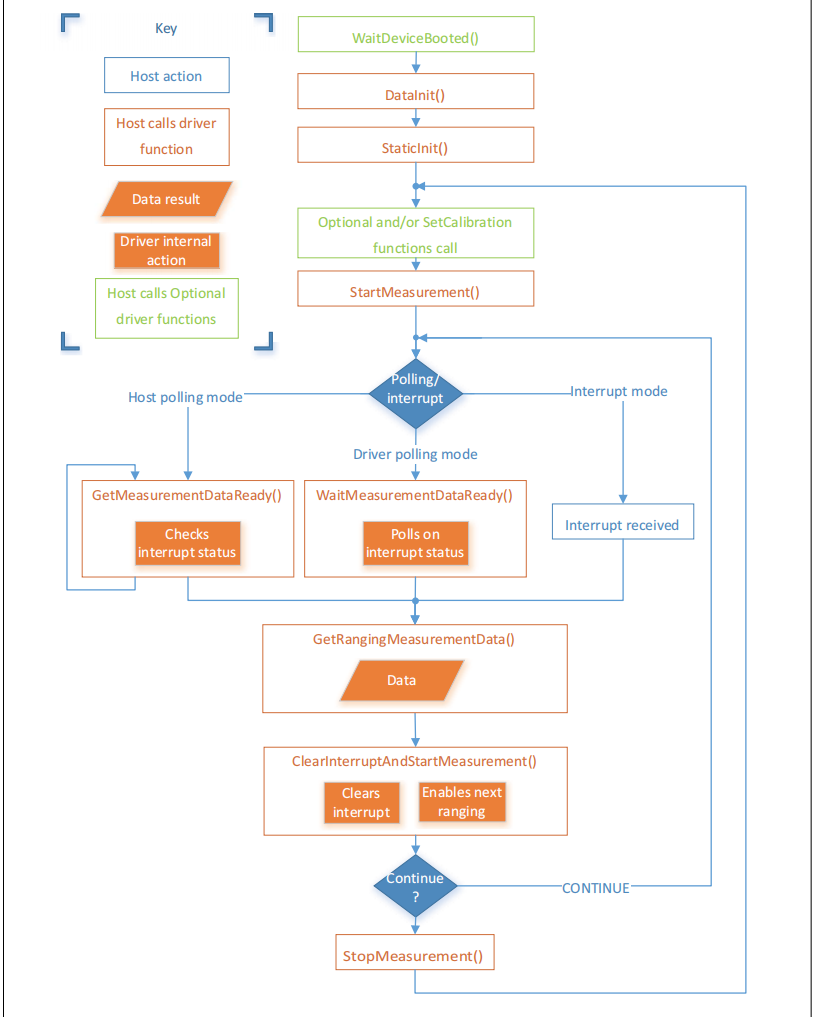 Key
Host action
Host calls driver
function
Data result
Driver internal
action
Host calls Optional
driver functions
WaitDeviceBooted()
DataInit()
StaticInit()
Optional and/or SetCalibration
functions call
StartMeasurement()
Polling/
interrupt
Host polling mode
Driver polling mode
Interrupt mode
GetMeasurementDataReady()
Checks
interrupt status
WaitMeasurementDataReady()
Polls on
interrupt status
Interrupt received
GetRangingMeasurementData()
Data
ClearInterruptAndStartMeasurement()
Clears
interrupt
Enables next
ranging
Continue
?
CONTINUE
StopMeasurement()